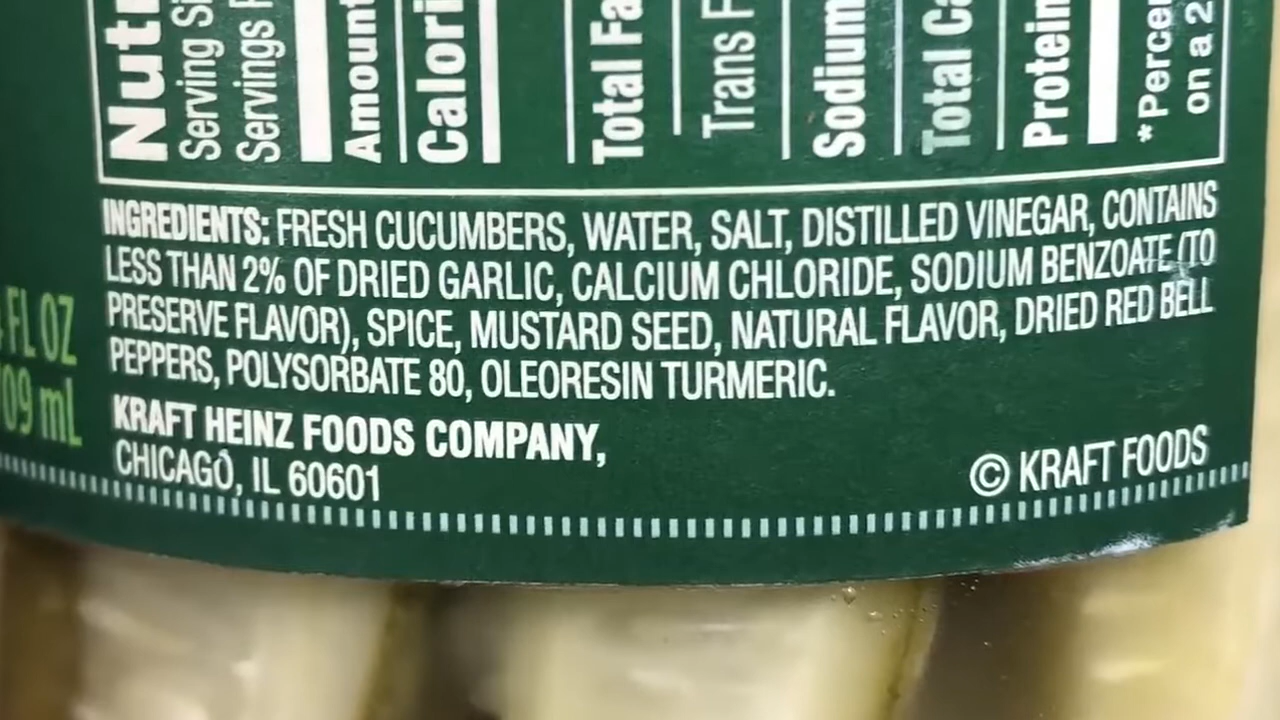 Nutr
Serving Si
Servings
Amount
Calori
Total Fa
Trans F
Sodium
Total Ca
Protein
*Percen
on a 2
INGREDIENTS: FRESH CUCUMBERS, WATER, SALT, DISTILLED VINEGAR, CONTAINS
LESS THAN 2% OF DRIED GARLIC, CALCIUM CHLORIDE, SODIUM BENZOATE (TO
PRESERVE FLAVOR), SPICE, MUSTARD SEED, NATURAL FLAVOR, DRIED RED BELL
PEPPERS, POLYSORBATE 80, OLEORESIN TURMERIC.
FL OZ
09 mL
KRAFT HEINZ FOODS COMPANY,
CHICAGO, IL 60601
© KRAFT FOODS